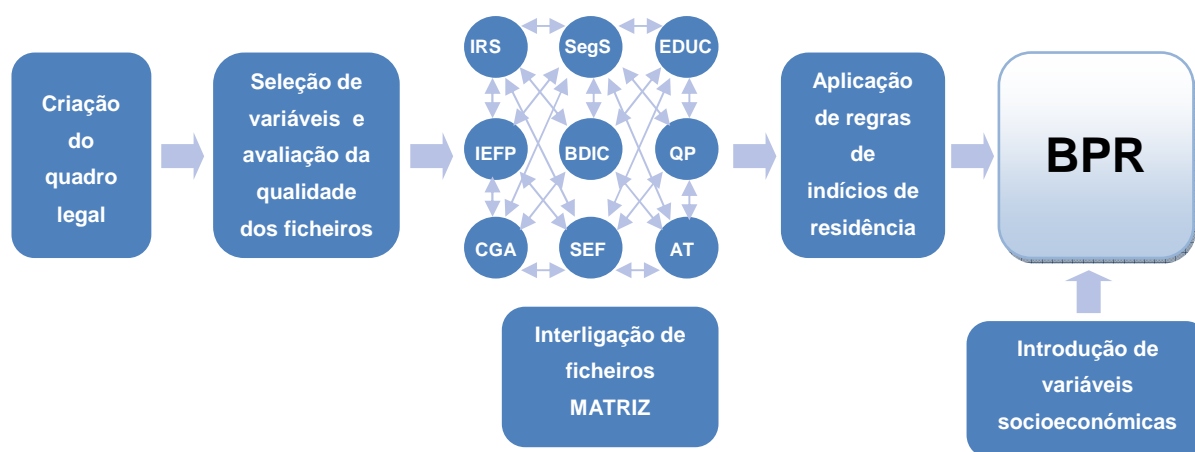 Criação
do
quadro
legal
Seleção de
variáveis e
avaliação da
qualidade
dos ficheiros
IRS
SegS
EDUC
IEFP
BDIC
QP
CGA
SEF
AT
Interligação de
ficheiros
MATRIZ
Aplicação
de regras
de
indícios de
residência
BPR
Introdução de
variáveis
socioeconómicas